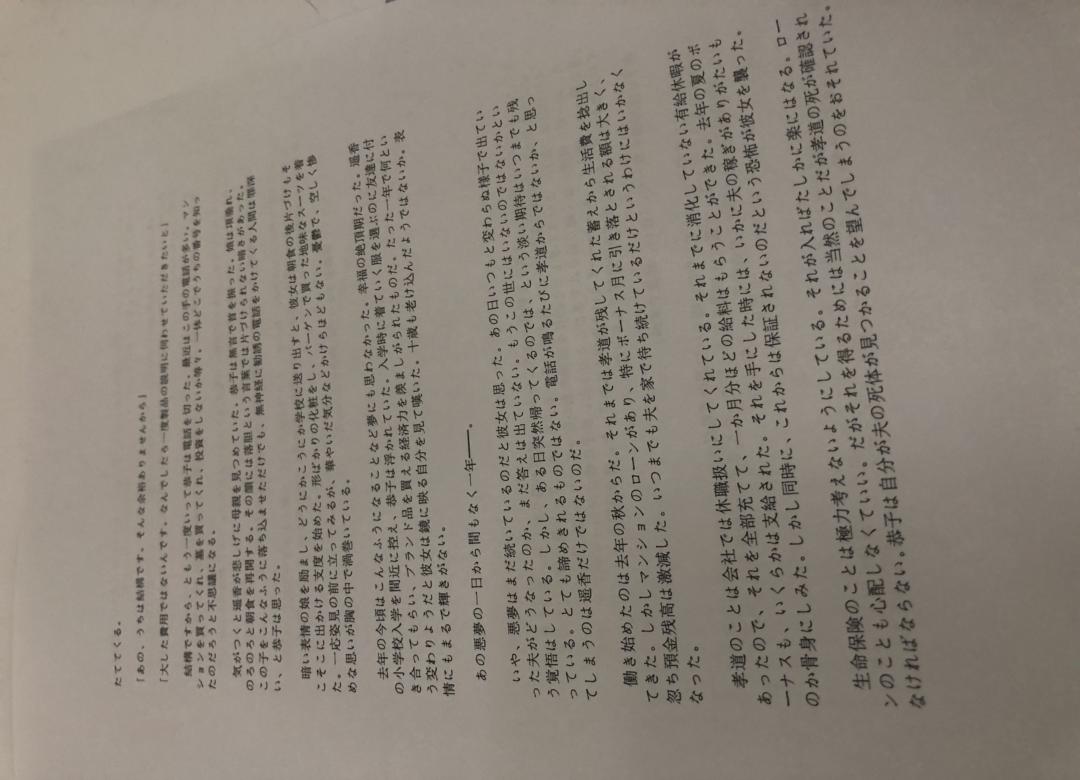 たててくる。
「あの、うちは結構です。そんな余裕ありませんから」
「大した費用ではないんです。なんでしたら一度製品の説明に伺わせていただきたいと」
結構ですから、ともう一度いって恭子は電話を切った。最近はこの手の電話が多い。マン
ションを買ってくれ、墓を買ってくれ、投資をしないか等々。一体どこでうちの番号を知っ
たのだろうと不思議になる。
気がつくと遥香が悲しげに母親を見つめていた。恭子は無言で首を振った。娘は項垂れ、
のろのろと朝食を再開する。その顔には落胆という言葉では片づけられない暗さがあった。
この子をこんなふうに落ち込ませただけでも、無神経に勧誘の電話をかけてくる人間は罪深
い、と恭子は思った。
暗い表情の娘を励まし、どうにかこうにか学校に送り出すと、彼女は朝食の後片づけもそ
こそこに出かける支度を始めた。形ばかりの化粧をし、バーゲンで買った地味なスーツを着
た。一応姿見の前に立ってみるが、華やいだ気分などかけらほどもない。憂鬱で、空しく惨
めな思いが胸の中で渦巻いている。
去年の今頃はこんなふうになることなど夢にも思わなかった。幸福の絶頂期だった。遥香
の小学校入学を間近に控え、恭子は浮かれていた。入学時に着ていく服を選ぶのに友達に付
き合ってもらい、ブランド品を買える経済力を羨ましがられたものだ。たった一年で何とい
う変わりようだと彼女は鏡に映る自分を見て嘆いた。十歳も老け込んだようではないか。表
情にもまるで輝きがない。
あの悪夢の一日から間もなく一年――。
いや、悪夢はまだ続いているのだと彼女は思った。あの日いつもと変わらぬ様子で出てい
った夫がどうなったのか、まだ答えは出ていない。もうこの世にはいないのではないかとい
う覚悟はしている。しかし、ある日突然帰ってくるのでは、という淡い期待はいつまでも残
っている。とても諦めきれるものではない。電話が鳴るたびに孝道からではないか、と思っ
てしまうのは遥香だけではないのだ。
働き始めたのは去年の秋からだ。それまでは孝道が残してくれた蓄えから生活費を捻出し
てきた。しかしマンションのローンがあり、特にボーナス月に引き落とされる額は大きく、
忽ち預金残高は激減した。いつまでも夫を家で待ち続けているだけというわけにはいかなく
なった。
孝道のことは会社では休職扱いにしてくれている。それまでに消化していない有給休暇が
あったので、それを全部充てて、一か月分ほどの給料はもらうことができた。去年の夏のボ
ーナスも、いくらかは支給された。それを手にした時には、いかに夫の稼ぎがありがたいも
のか骨身にしみた。しかし同時に、これからは保証されないのだという恐怖が彼女を襲った。
生命保険のことは極力考えないようにしている。それが入ればたしかに楽にはなる。ロー
ンのことも心配しなくていい。だがそれを得るためには当然のことだが孝道の死が確認され
なければならない。恭子は自分が夫の死体が見つかることを望んでしまうのをおそれていた。